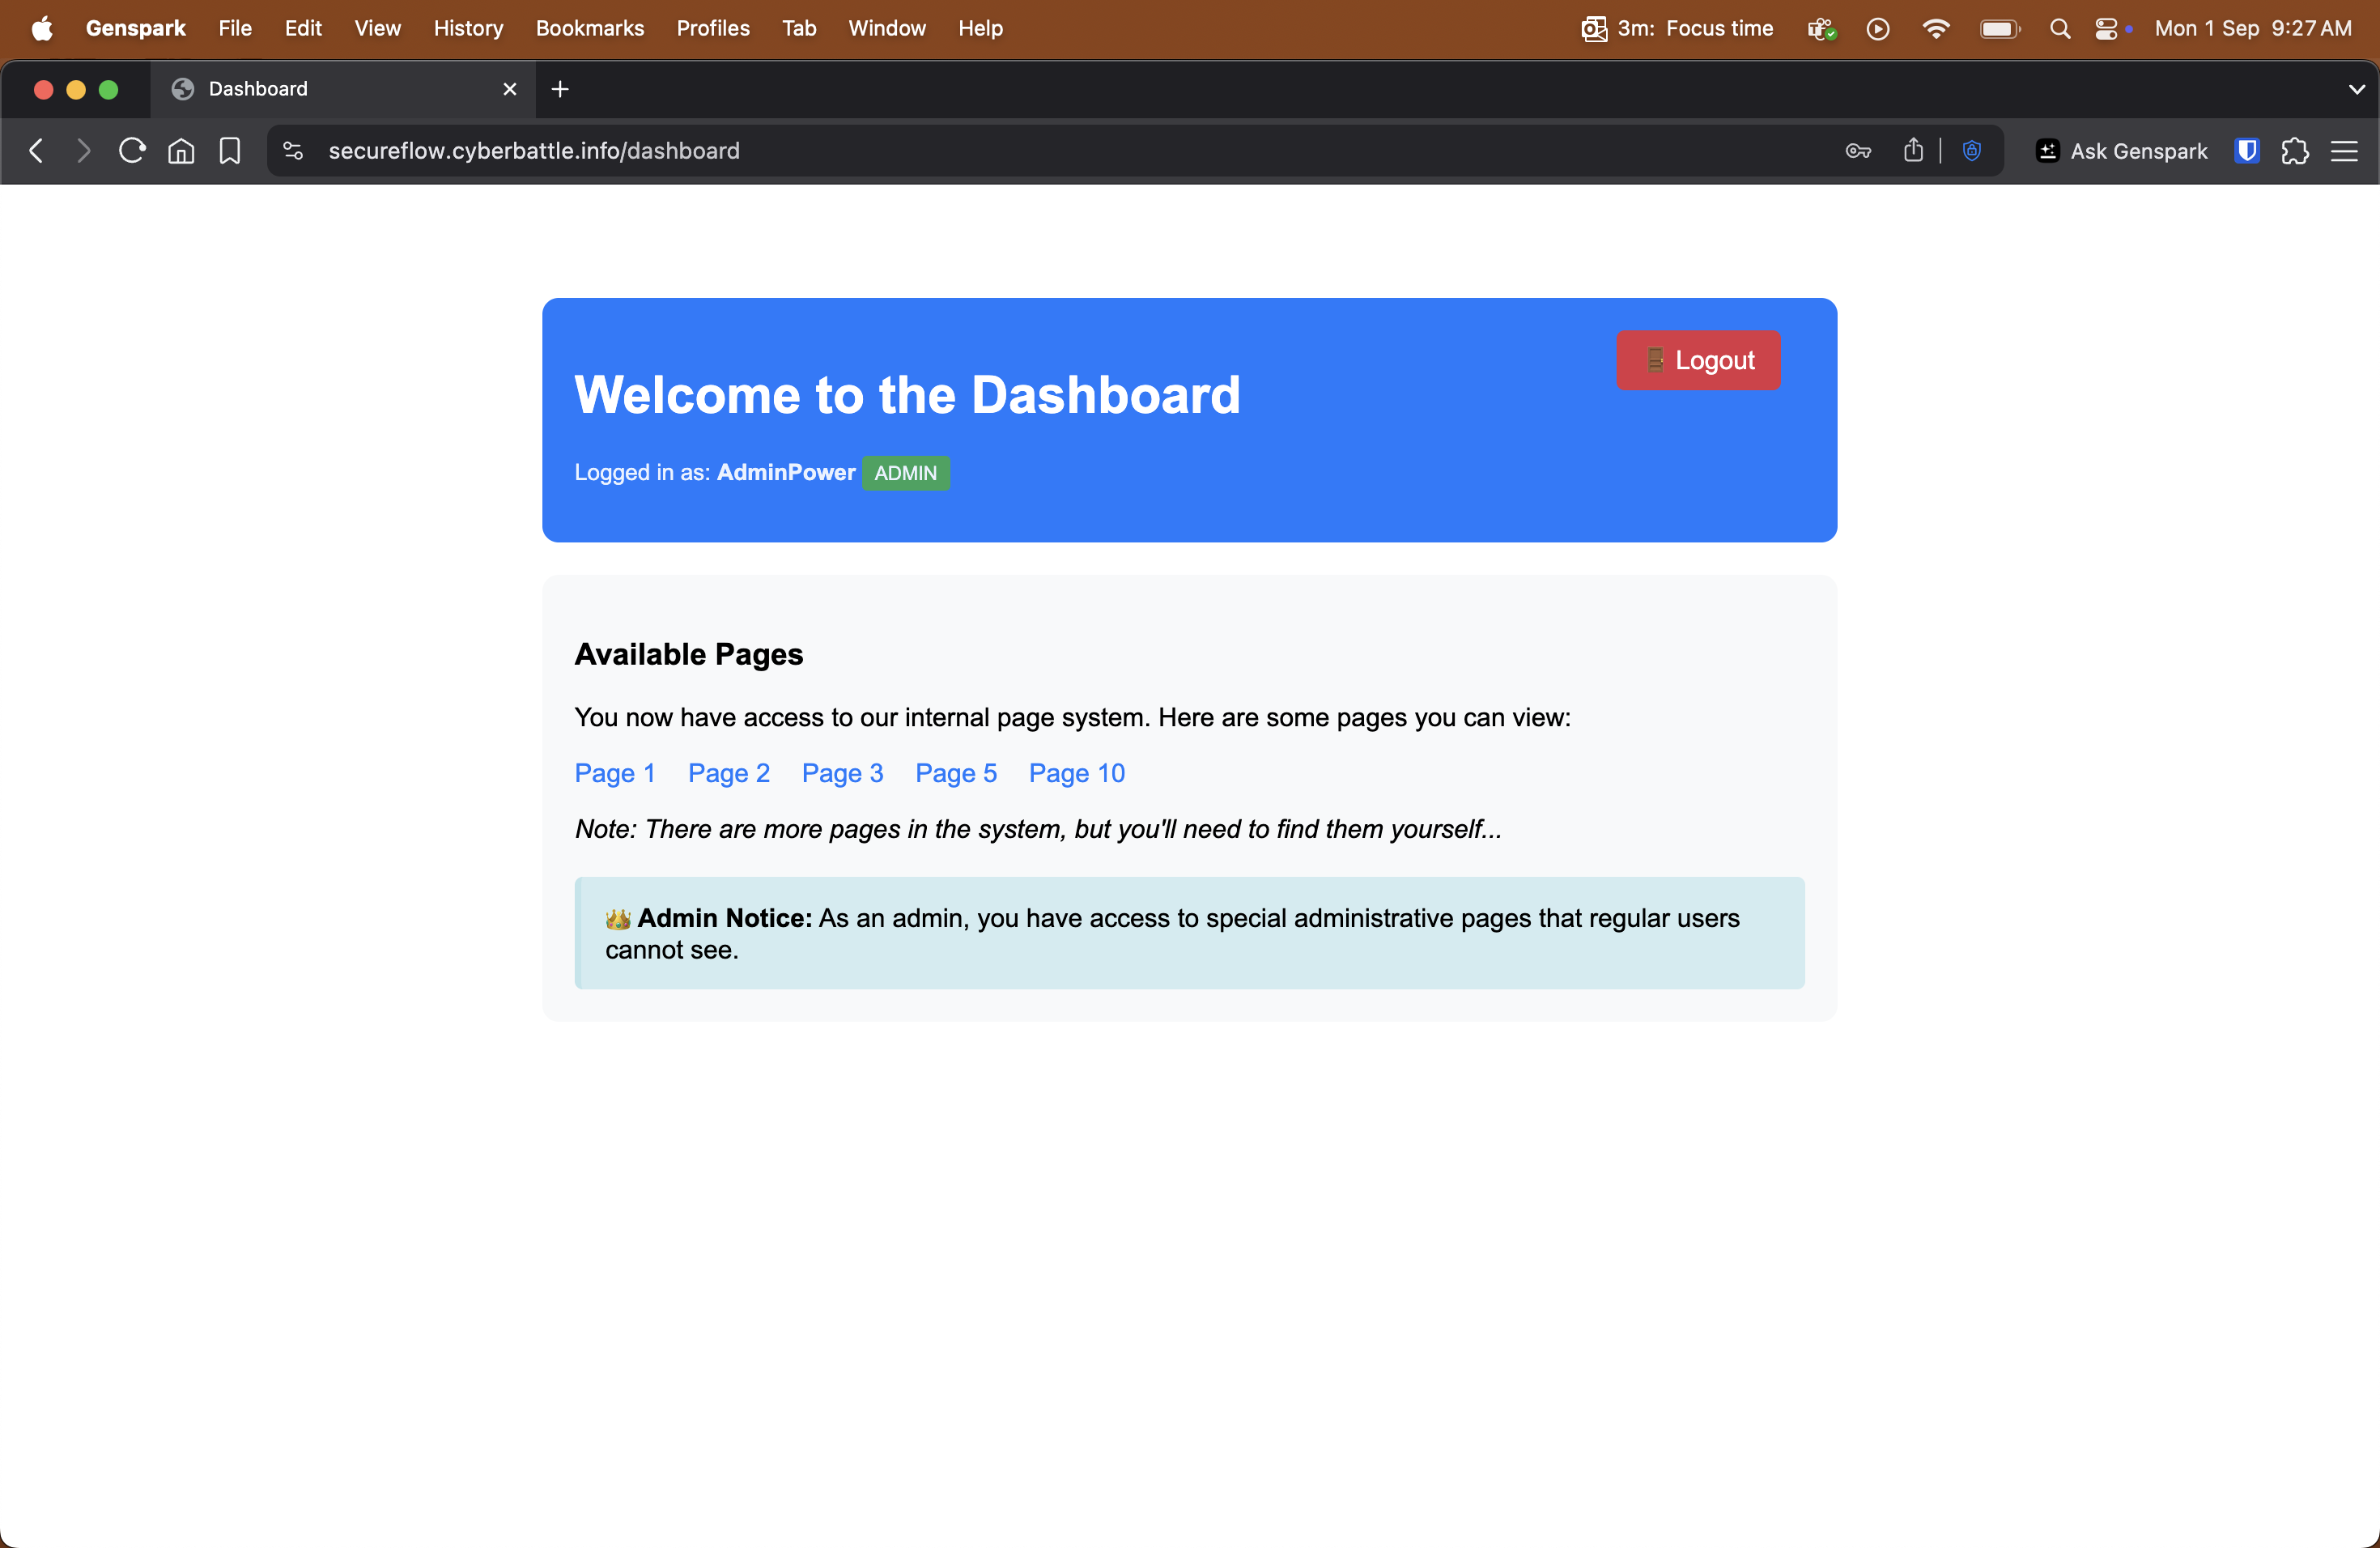 Genspark File Edit View History Bookmarks Profiles Tab Window Help 3m: Focus time Mon 1 Sep 9:27 AM
Dashboard
secureflow.cyberbattle.info/dashboard Ask Genspark
Logout
Welcome to the Dashboard
Logged in as: AdminPower ADMIN
Available Pages
You now have access to our internal page system. Here are some pages you can view:
Page 1 Page 2 Page 3 Page 5 Page 10
Note: There are more pages in the system, but you'll need to find them yourself...
👑 Admin Notice: As an admin, you have access to special administrative pages that regular users
cannot see.